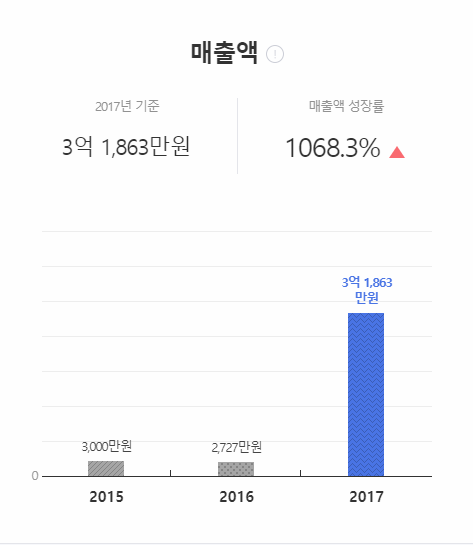 매출액
2017년 기준
매출액 성장률
3억 1,863만원
1068.3%
3억 1,863
만원
3,000만원
2,727만원
0
2015
2016
2017